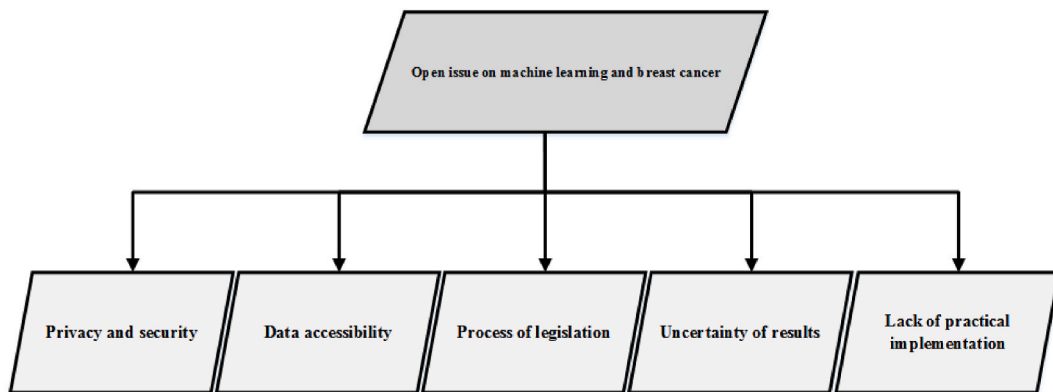 Open issue on machine learning and breast cancer
Privacy and security
Data accessibility
Process of legislation
Uncertainty of results
Lack of practical
implementation